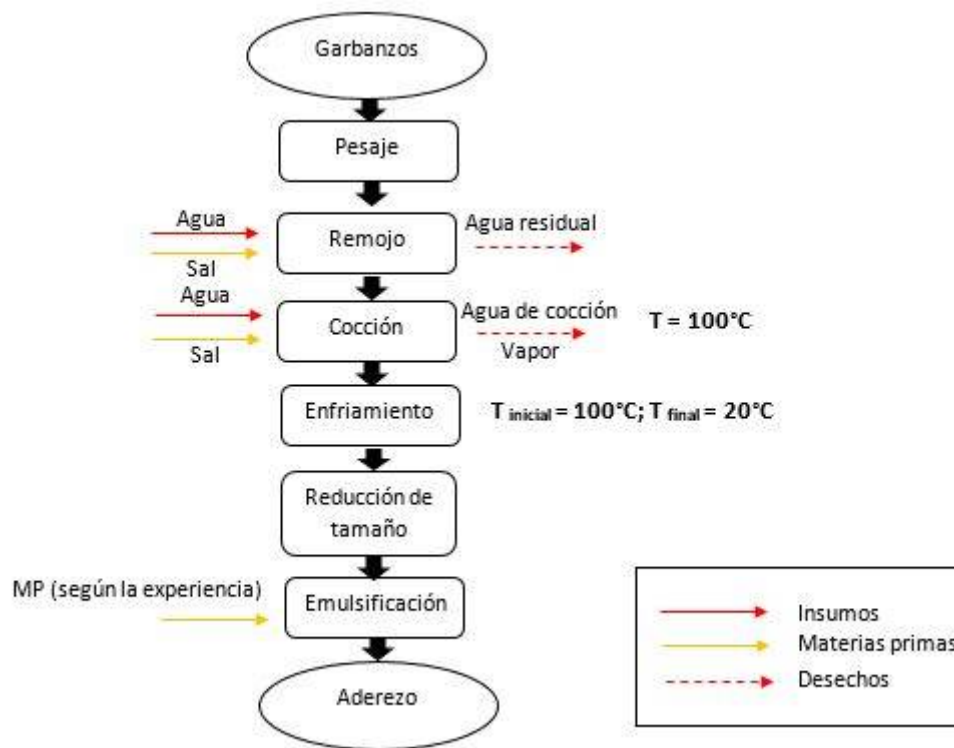 Garbanzos
Pesaje
Agua
Sal
Remojo
Agua residual
Agua
Sal
Cocción
Agua de cocción
Vapor
T = 100°C
Enfriamiento
T inicial = 100°C; T final = 20°C
Reducción de
tamaño
MP (según la experiencia)
Emulsificación
Aderezo
Insumos
Materias primas
Desechos